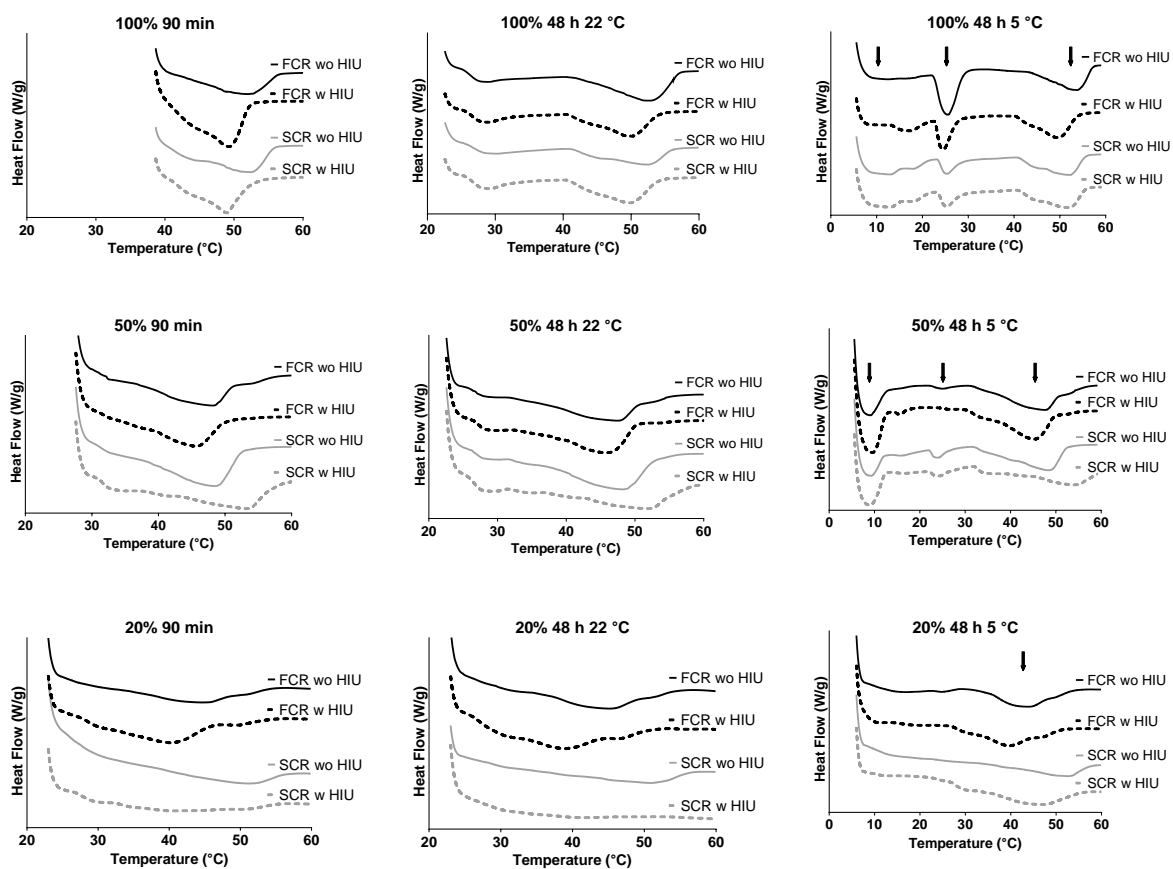 100% 90 min
Heat Flow (W/g)
FCR wo HIU
FCR w HIU
SCR wo HIU
SCR w HIU
20 30 40 50 60
Temperature (°C)
100% 48 h 22 °C
Heat Flow (W/g)
FCR wo HIU
FCR w HIU
SCR wo HIU
SCR w HIU
20 30 40 50 60
Temperature (°C)
100% 48 h 5 °C
Heat Flow (W/g)
FCR wo HIU
FCR w HIU
SCR wo HIU
SCR w HIU
0 10 20 30 40 50 60
Temperature (°C)
50% 90 min
Heat Flow (W/g)
FCR wo HIU
FCR w HIU
SCR wo HIU
SCR w HIU
20 30 40 50 60
Temperature (°C)
50% 48 h 22 °C
Heat Flow (W/g)
FCR wo HIU
FCR w HIU
SCR wo HIU
SCR w HIU
20 30 40 50 60
Temperature (°C)
50% 48 h 5 °C
Heat Flow (W/g)
FCR wo HIU
FCR w HIU
SCR wo HIU
SCR w HIU
0 10 20 30 40 50 60
Temperature (°C)
20% 90 min
Heat Flow (W/g)
FCR wo HIU
FCR w HIU
SCR wo HIU
SCR w HIU
20 30 40 50 60
Temperature (°C)
20% 48 h 22 °C
Heat Flow (W/g)
FCR wo HIU
FCR w HIU
SCR wo HIU
SCR w HIU
20 30 40 50 60
Temperature (°C)
20% 48 h 5 °C
Heat Flow (W/g)
FCR wo HIU
FCR w HIU
SCR wo HIU
SCR w HIU
0 10 20 30 40 50 60
Temperature (°C)